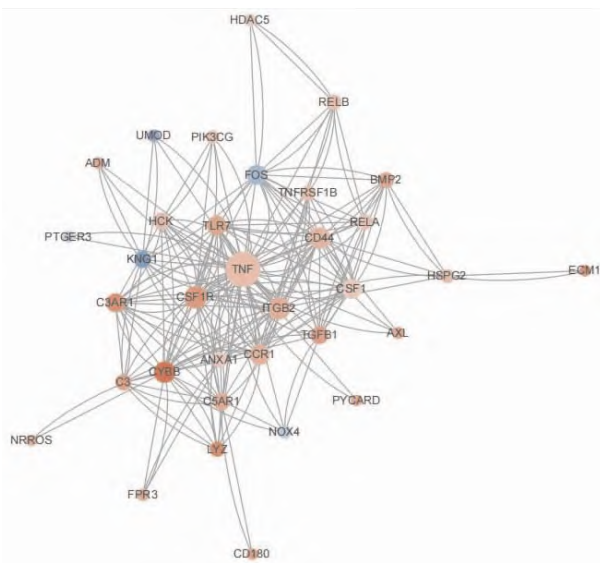 HDAC5
RELB
UMOD
PIK3CG
ADM
FOS
TNFRSF1B
BMP2
HCK
TLR7
RELA
PTGER3
CD44
KNG1
TNF
HSPG2
ECM1
CSF1
C3AR1
CSF1R
ITGB2
TGFB1
AXL
ANXA1
CCR1
CYBB
C3
C5AR1
PYCARD
NOX4
NRROS
LYZ
FPR3
CD180